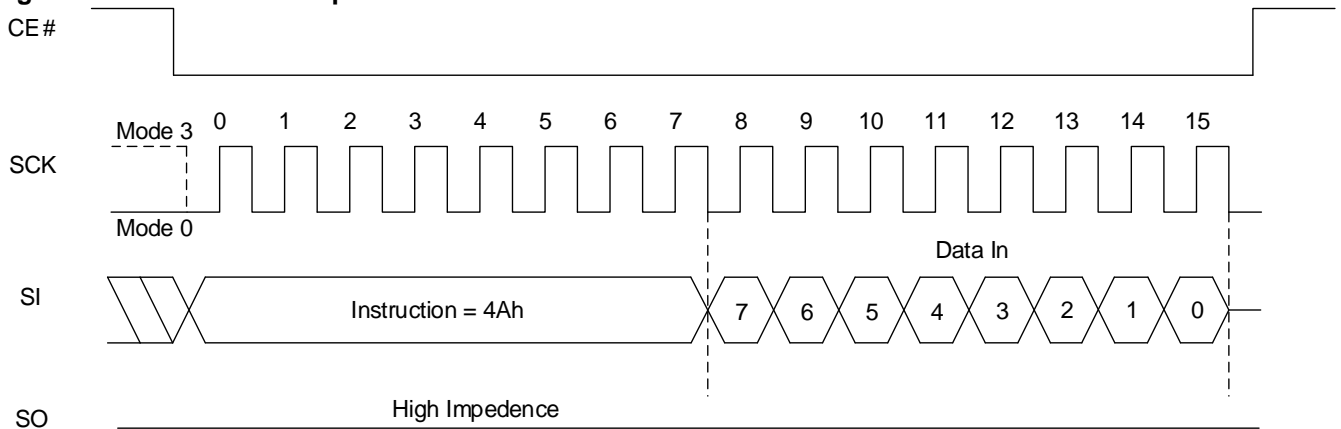 CE#
Mode 3
0 1 2 3 4 5 6 7 8 9 10 11 12 13 14 15
SCK
Mode 0
Data In
SI
Instruction = 4Ah
7 6 5 4 3 2 1 0
High Impedence
SO